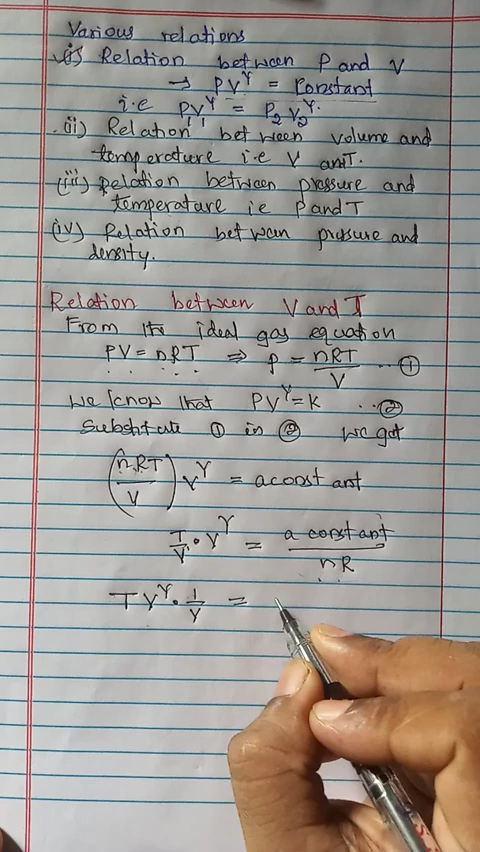 Various relations
(i) Relation between P and V
→ PV^γ = Constant
i.e P₁V₁^γ = P₂V₂^γ.
(ii) Relation between volume and
temperature i.e V anT.
(iii) Relation between pressure and
temperature ie P and T
(iv) Relation between pressure and
density.
Relation between V and T
From the ideal gas equation
PV = nRT ⇒ P = nRT/V ... ①
We know that PV^γ = K ... ②
Substitute ① in ② we get
(nRT/V) V^γ = a constant
T/V · V^γ = a constant/nR
TV^γ · 1/V =